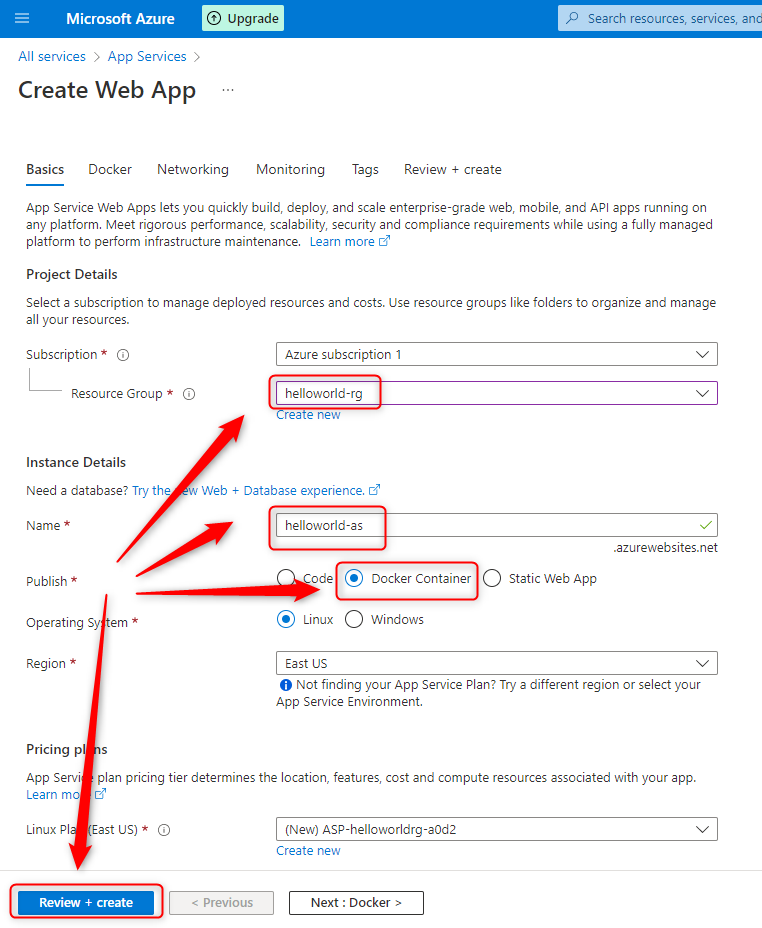 Microsoft Azure
Upgrade
Search resources, services, and
All services > App Services >
Create Web App ...
Basics Docker Networking Monitoring Tags Review + create
App Service Web Apps lets you quickly build, deploy, and scale enterprise-grade web, mobile, and API apps running on
any platform. Meet rigorous performance, scalability, security and compliance requirements while using a fully managed
platform to perform infrastructure maintenance. Learn more
Project Details
Select a subscription to manage deployed resources and costs. Use resource groups like folders to organize and manage
all your resources.
Subscription *
Azure subscription 1
Resource Group *
helloworld-rg
Create new
Instance Details
Need a database? Try the new Web + Database experience.
Name *
helloworld-as
.azurewebsites.net
Publish *
Code Docker Container Static Web App
Operating System *
Linux Windows
Region *
East US
Not finding your App Service Plan? Try a different region or select your
App Service Environment.
Pricing plans
App Service plan pricing tier determines the location, features, cost and compute resources associated with your app.
Learn more
Linux Plan (East US) *
(New) ASP-helloworldrg-a0d2
Create new
Review + create
< Previous
Next : Docker >